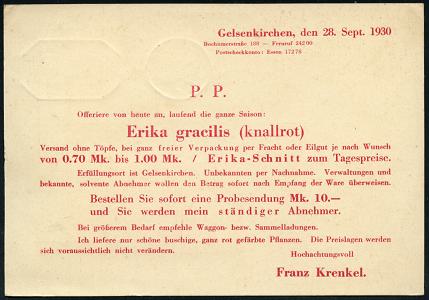 Gelsenkirchen, den 28. Sept. 1930
Bochumerstraße 188 — Fernruf 242 00
Postscheckkonto: Essen 172 78
P. P.
Offeriere von heute an, laufend die ganze Saison:
Erika gracilis (knallrot)
Versand ohne Töpfe, bei ganz freier Verpackung per Fracht oder Eilgut je nach Wunsch
von 0.70 Mk. bis 1.00 Mk. / Erika-Schnitt zum Tagespreise.
Erfüllungsort ist Gelsenkirchen. Unbekannten per Nachnahme. Verwaltungen und
bekannte, solvente Abnehmer wollen den Betrag sofort nach Empfang der Ware überweisen.
Bestellen Sie sofort eine Probesendung Mk. 10.—
und Sie werden mein ständiger Abnehmer.
Bei größerem Bedarf empfehle Waggon- bezw. Sammelladungen.
Ich liefere nur schöne buschige, ganz rot gefärbte Pflanzen. Die Preislagen werden
sich voraussichtlich nicht verändern.
Hochachtungsvoll
Franz Krenkel.